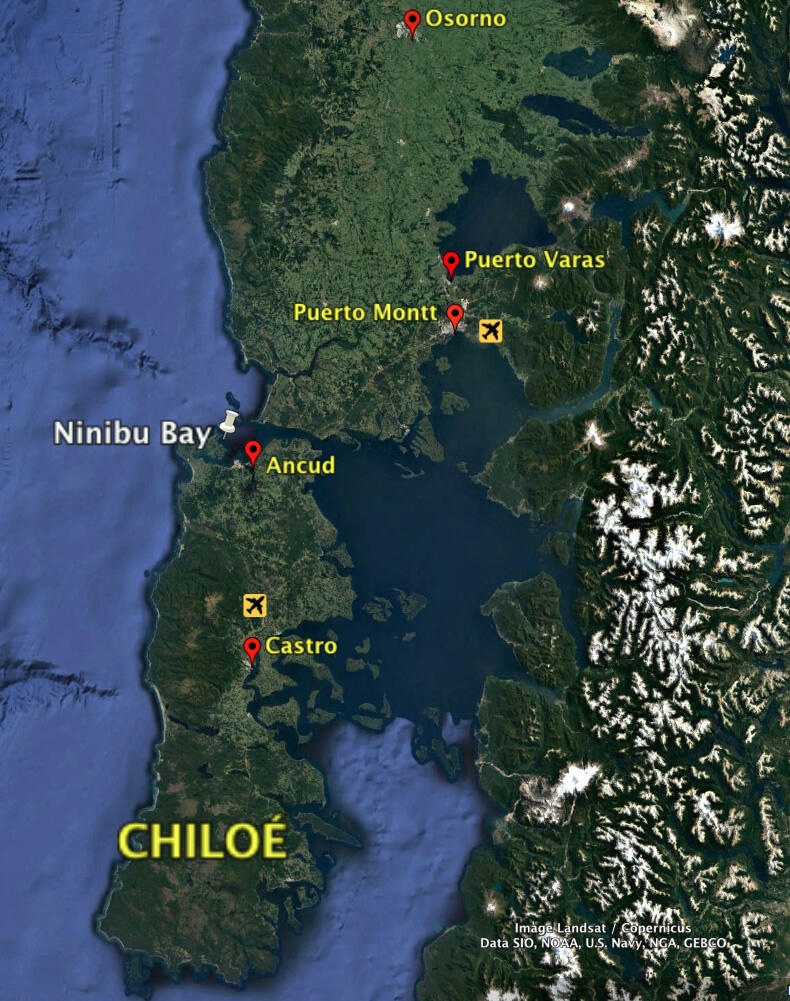 Osorno
Puerto Varas
Puerto Montt
Ninibu Bay
Ancud
Castro
CHILOÉ
Image Landsat / Copernicus
Data SIO, NOAA, U.S. Navy, NGA, GEBCO